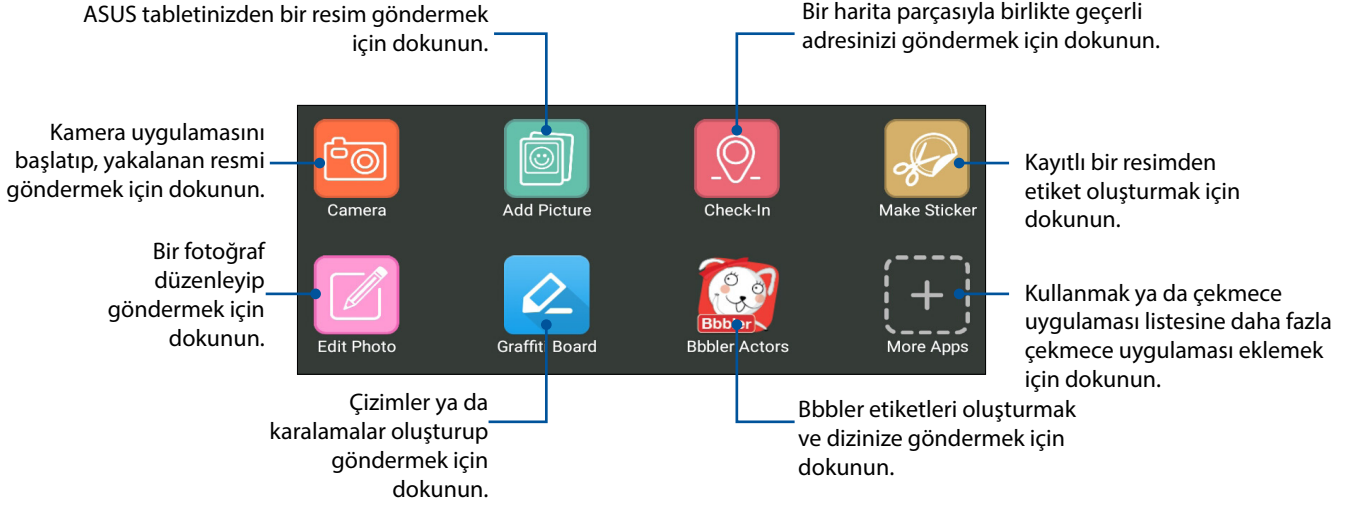 ASUS tabletinizden bir resim göndermek
için dokunun.
Bir harita parçasıyla birlikte geçerli
adresinizi göndermek için dokunun.
Kamera uygulamasını
başlatıp, yakalanan resmi
göndermek için dokunun.
Camera
Add Picture
Check-In
Make Sticker
Kayıtlı bir resimden
etiket oluşturmak için
dokunun.
Bir fotoğraf
düzenleyip
göndermek için
dokunun.
Bbbler
Edit Photo
Graffiti Board
Bbbler Actors
More Apps
Kullanmak ya da çekmece
uygulaması listesine daha fazla
çekmece uygulaması eklemek
için dokunun.
Çizimler ya da
karalamalar oluşturup
göndermek için
dokunun.
Bbbler etiketleri oluşturmak
ve dizinize göndermek için
dokunun.